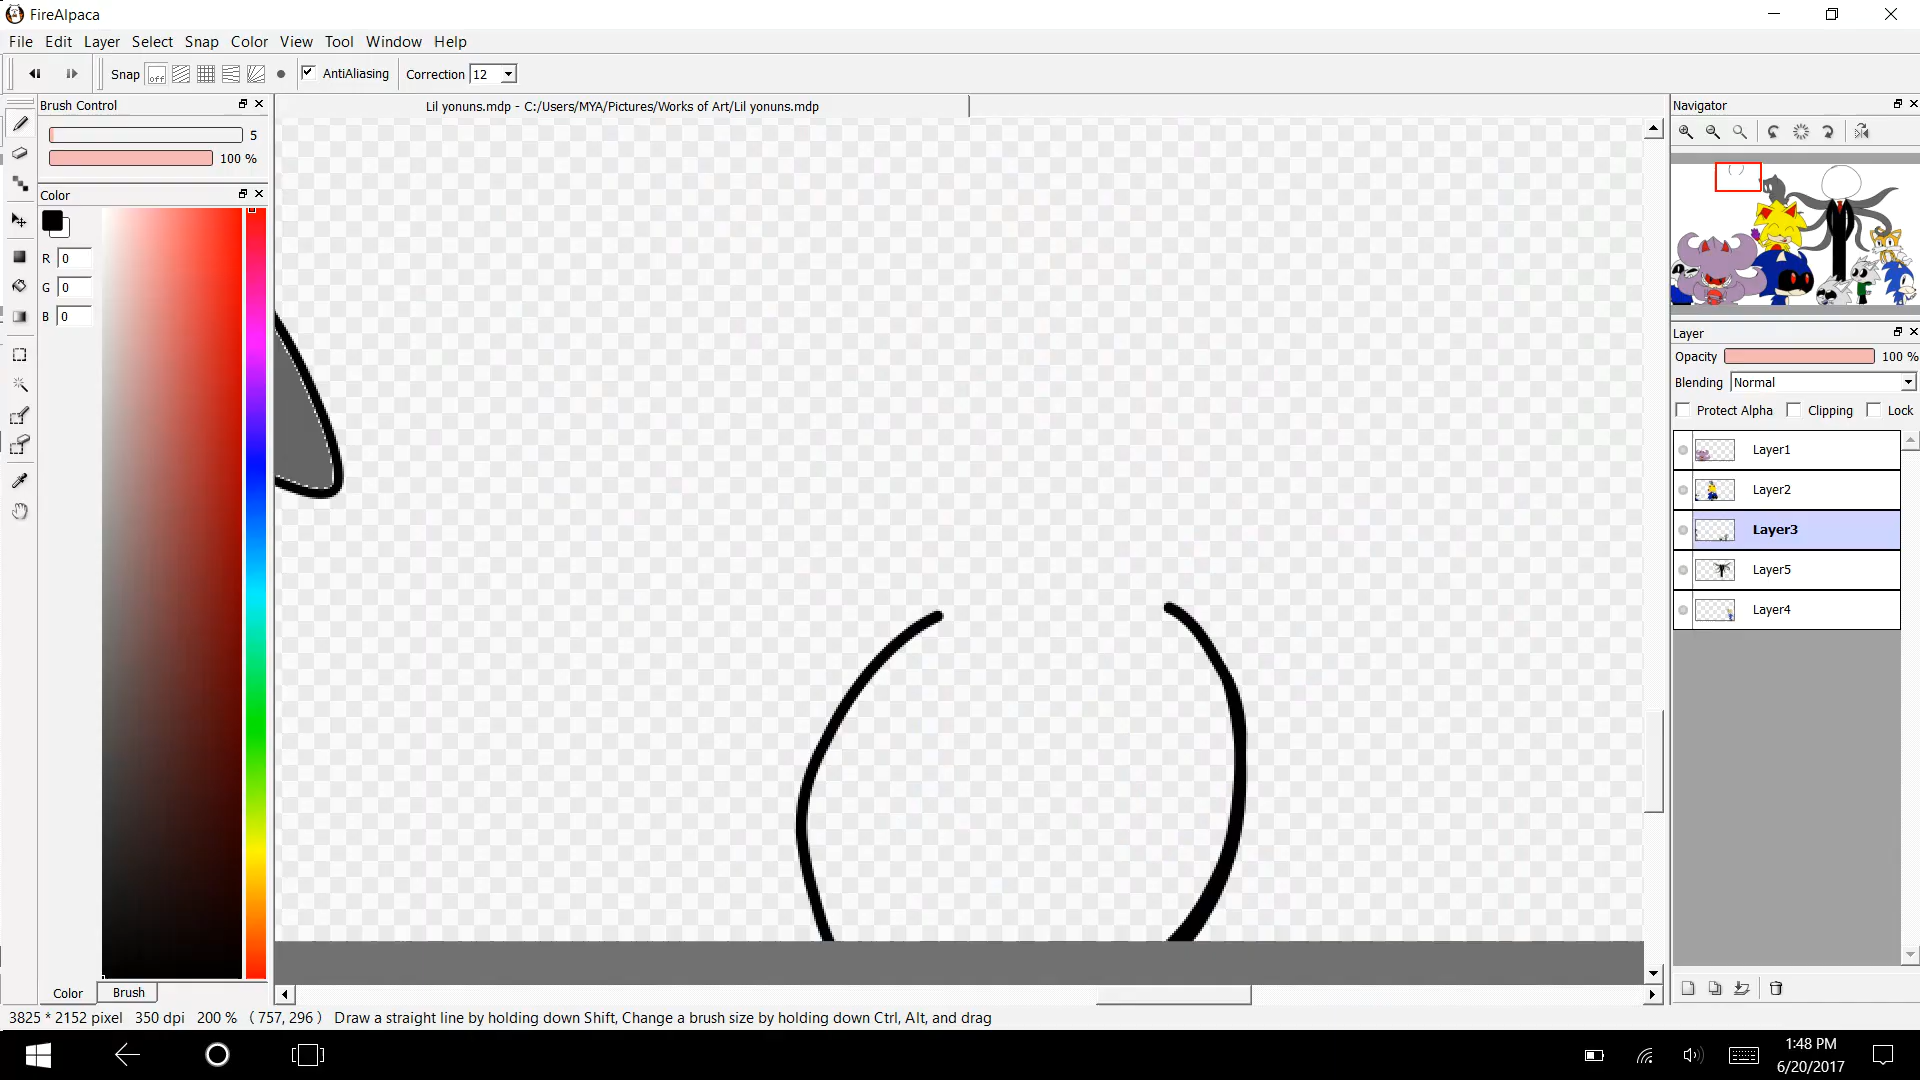 FireAlpaca
File Edit Layer Select Snap Color View Tool Window Help
Snap off AntiAliasing Correction 12
Brush Control
Lil yonuns.mdp - C:/Users/MYA/Pictures/Works of Art/Lil yonuns.mdp
Navigator
5
100 %
Color
R 0
G 0
B 0
Layer
Opacity 100 %
Blending Normal
Protect Alpha Clipping Lock
Layer1
Layer2
Layer3
Layer5
Layer4
Color Brush
3825 * 2152 pixel 350 dpi 200 % ( 757, 296 ) Draw a straight line by holding down Shift, Change a brush size by holding down Ctrl, Alt, and drag
1:48 PM
6/20/2017